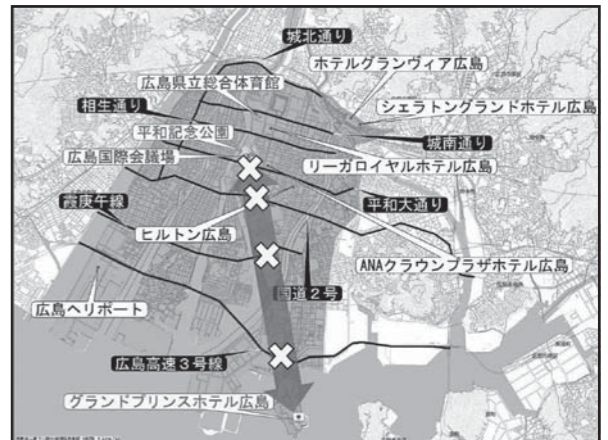 城北通り
ホテルグランヴィア広島
広島県立総合体育館
シェラトングランドホテル広島
相生通り
平和記念公園
城南通り
広島国際会議場
リーガロイヤルホテル広島
霞庚午線
平和大通り
ヒルトン広島
ANAクラウンプラザホテル広島
国道2号
広島ヘリポート
広島高速3号線
グランドプリンスホテル広島